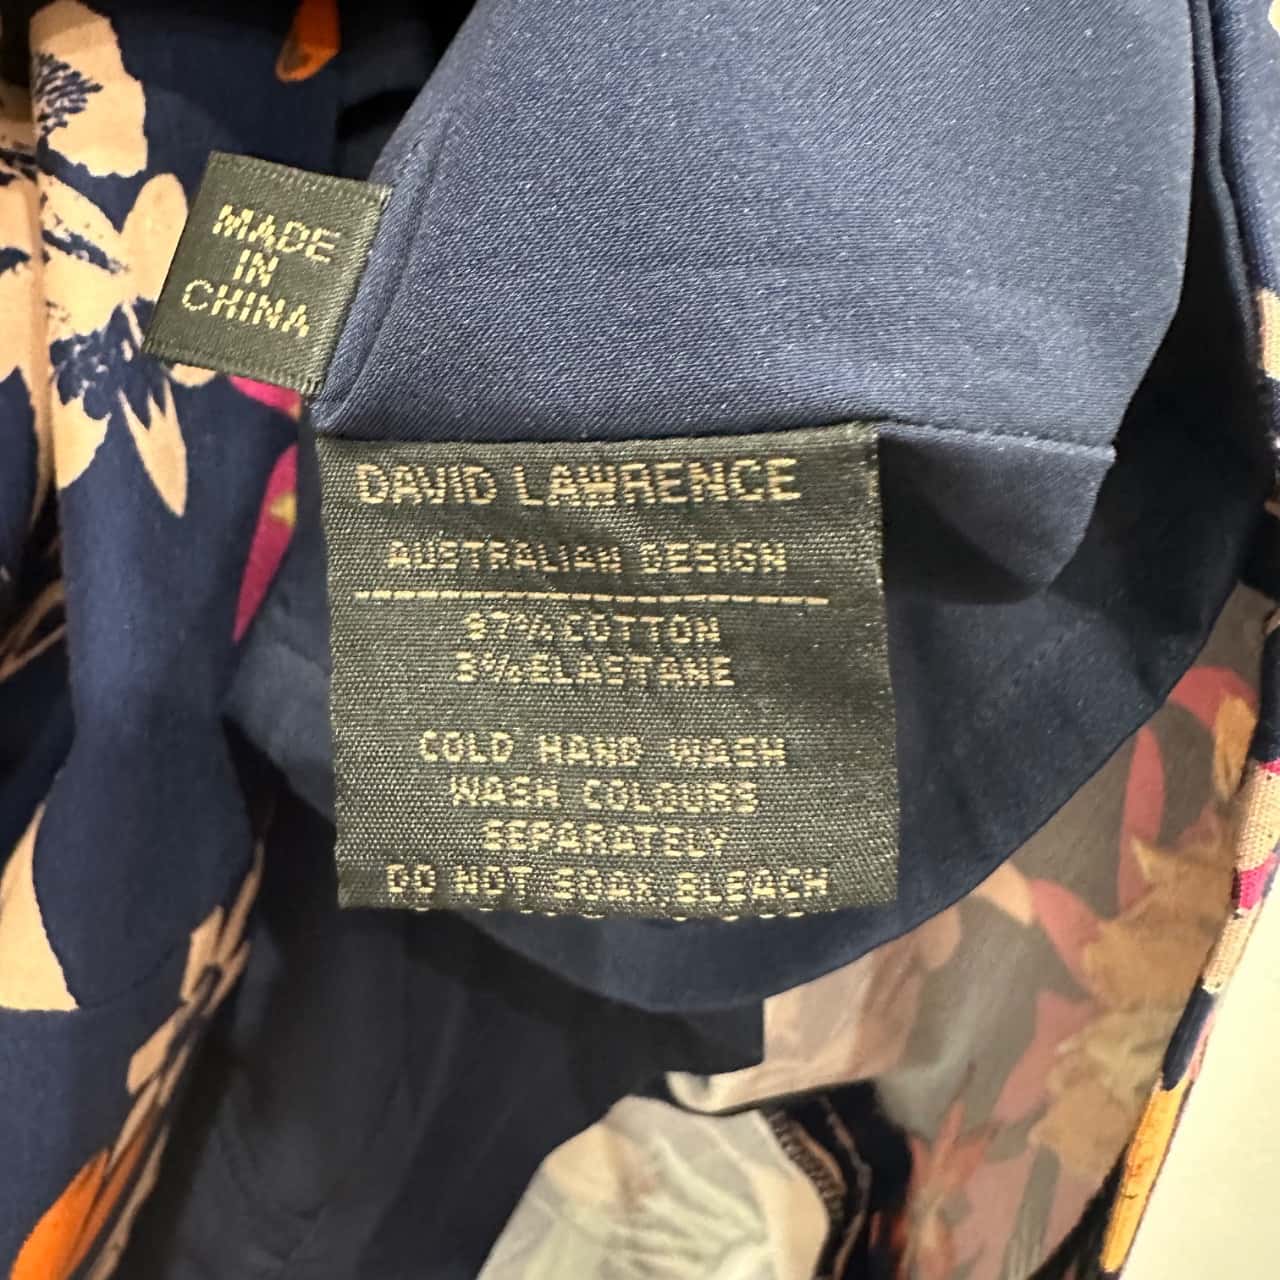 MADE
IN
CHINA
DAVID LAWRENCE
AUSTRALIAN DESIGN
97% COTTON
3% ELASTANE
COLD HAND WASH
WASH COLOURS
SEPARATELY
DO NOT SOAK BLEACH